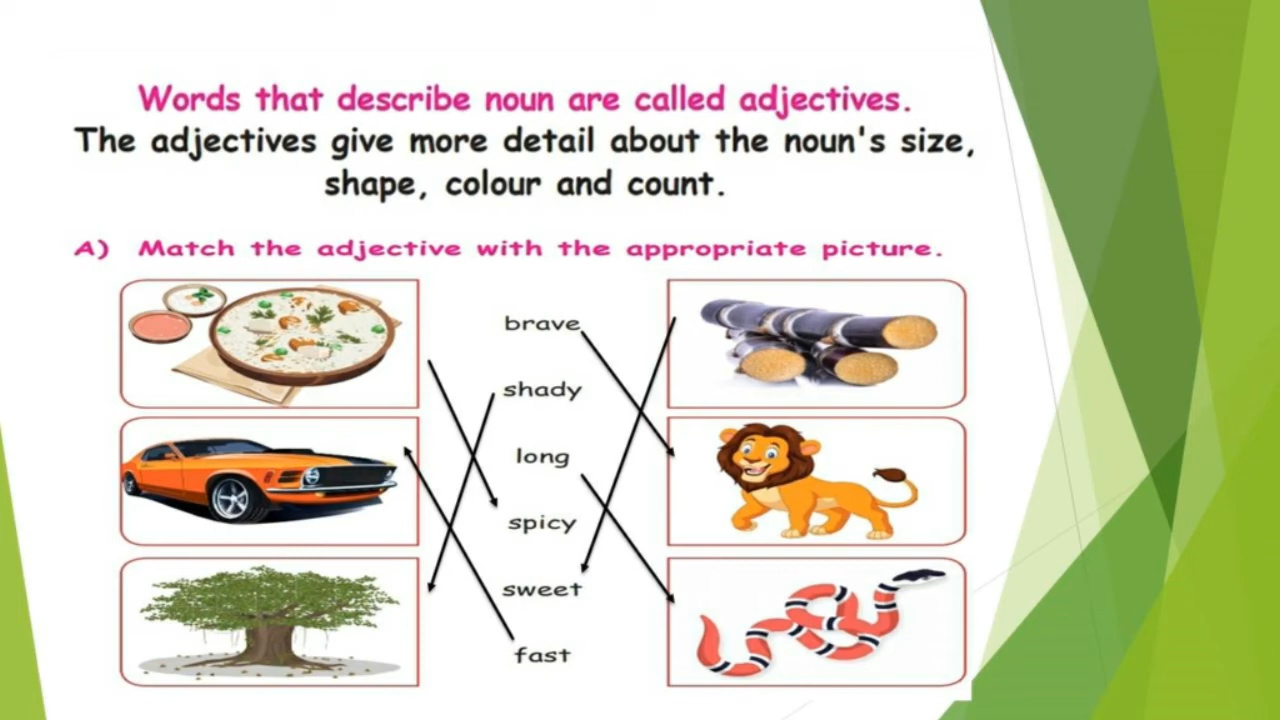 Words that describe noun are called adjectives.
The adjectives give more detail about the noun's size,
shape, colour and count.
A) Match the adjective with the appropriate picture.
brave
shady
long
spicy
sweet
fast